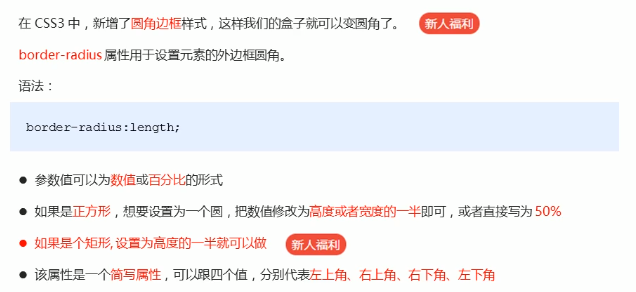 在 CSS3 中，新增了圆角边框样式，这样我们的盒子就可以变圆角了。 新人福利
border-radius 属性用于设置元素的外边框圆角。
语法：
border-radius:length;
● 参数值可以为数值或百分比的形式
● 如果是正方形，想要设置为一个圆，把数值修改为高度或者宽度的一半即可，或者直接写为 50%
● 如果是个矩形, 设置为高度的一半就可以做 新人福利
● 该属性是一个简写属性，可以跟四个值，分别代表左上角、右上角、右下角、左下角